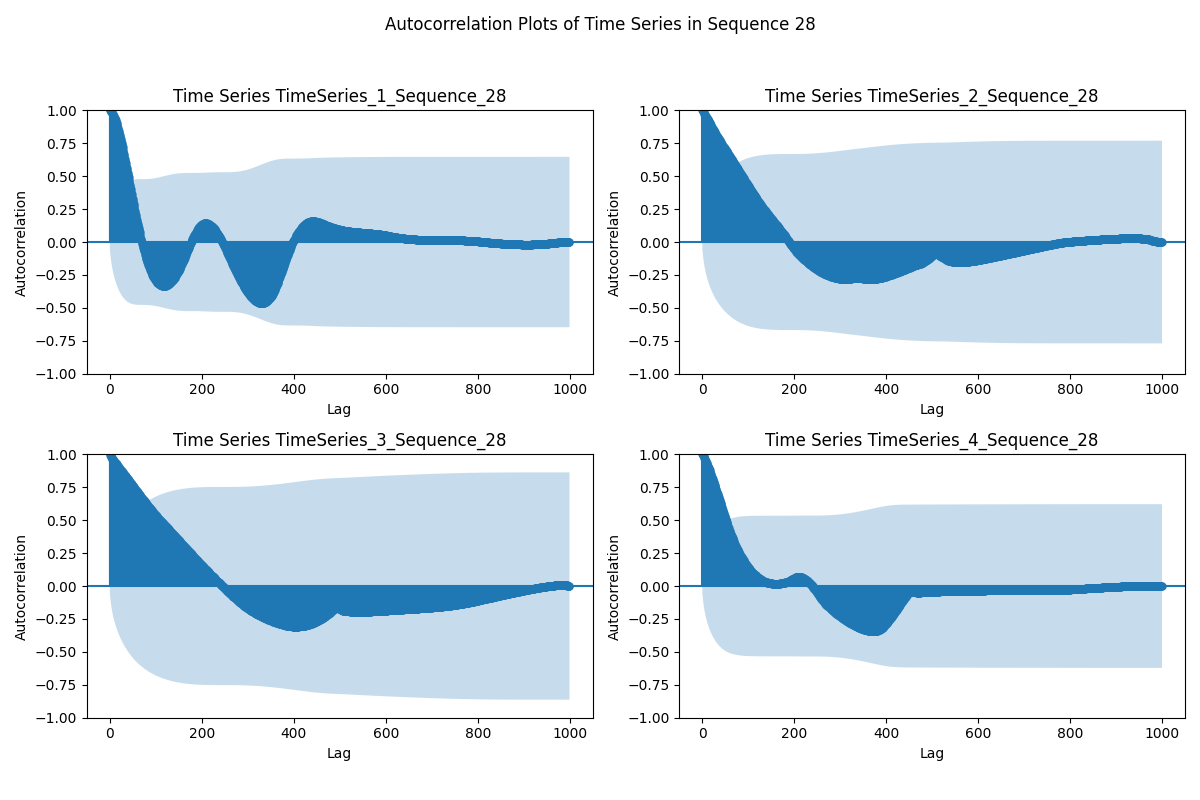 Autocorrelation Plots of Time Series in Sequence 28
Time Series TimeSeries_1_Sequence_28
Autocorrelation
1.00
0.75
0.50
0.25
0.00
−0.25
−0.50
−0.75
−1.00
0 200 400 600 800 1000
Lag
Time Series TimeSeries_2_Sequence_28
Autocorrelation
1.00
0.75
0.50
0.25
0.00
−0.25
−0.50
−0.75
−1.00
0 200 400 600 800 1000
Lag
Time Series TimeSeries_3_Sequence_28
Autocorrelation
1.00
0.75
0.50
0.25
0.00
−0.25
−0.50
−0.75
−1.00
0 200 400 600 800 1000
Lag
Time Series TimeSeries_4_Sequence_28
Autocorrelation
1.00
0.75
0.50
0.25
0.00
−0.25
−0.50
−0.75
−1.00
0 200 400 600 800 1000
Lag